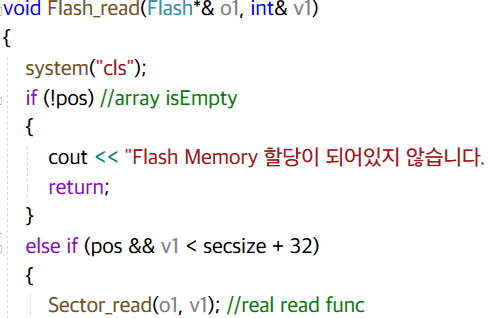 void Flash_read(Flash*& o1, int& v1)
{
system("cls");
if (!pos) //array isEmpty
{
cout << "Flash Memory 할당이 되어있지 않습니다.
return;
}
else if (pos && v1 < secsize + 32)
{
Sector_read(o1, v1); //real read func